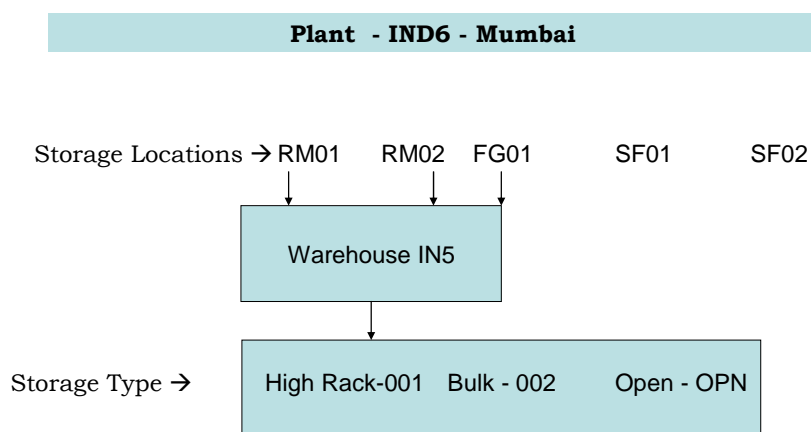 Plant - IND6 - Mumbai
Storage Locations → RM01 RM02 FG01 SF01 SF02
Warehouse IN5
Storage Type → High Rack-001 Bulk - 002 Open - OPN